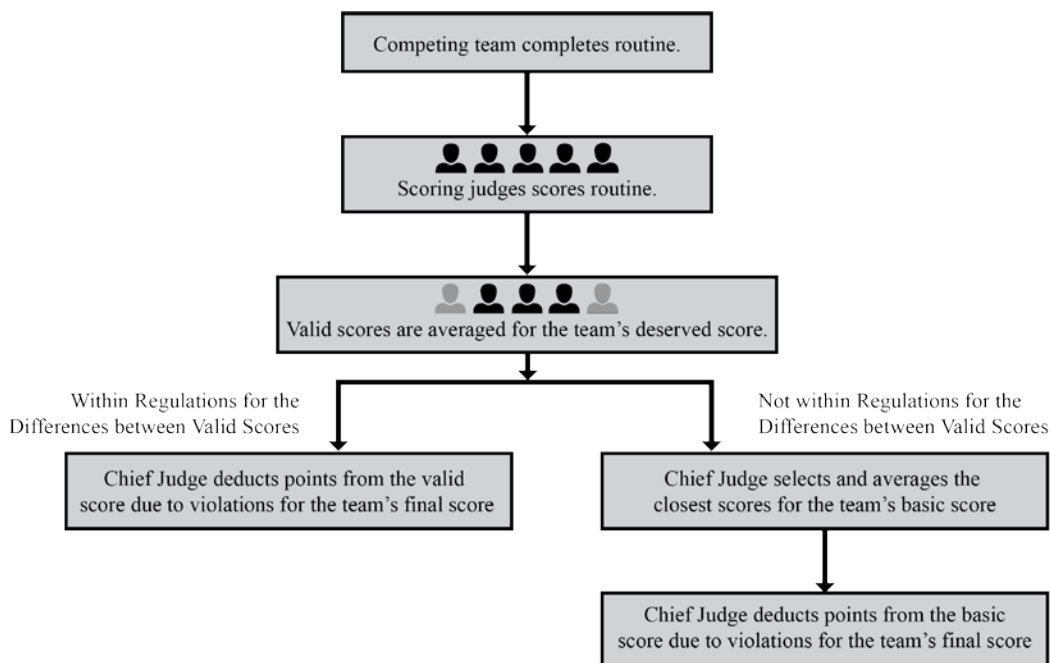 Competing team completes routine.
Scoring judges scores routine.
Valid scores are averaged for the team's deserved score.
Within Regulations for the
Differences between Valid Scores
Not within Regulations for the
Differences between Valid Scores
Chief Judge deducts points from the valid
score due to violations for the team's final score
Chief Judge selects and averages the
closest scores for the team's basic score
Chief Judge deducts points from the basic
score due to violations for the team's final score